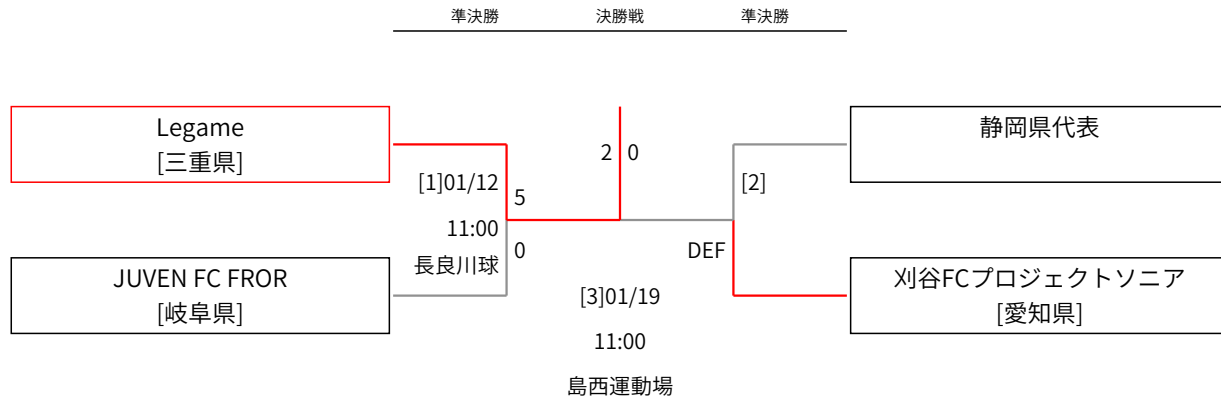 準決勝 決勝戦 準決勝
Legame
[三重県]
静岡県代表
2 0
[1]01/12
5
[2]
11:00
0
長良川球
DEF
JUVEN FC FROR
[岐阜県]
刈谷FCプロジェクトソニア
[愛知県]
[3]01/19
11:00
島西運動場